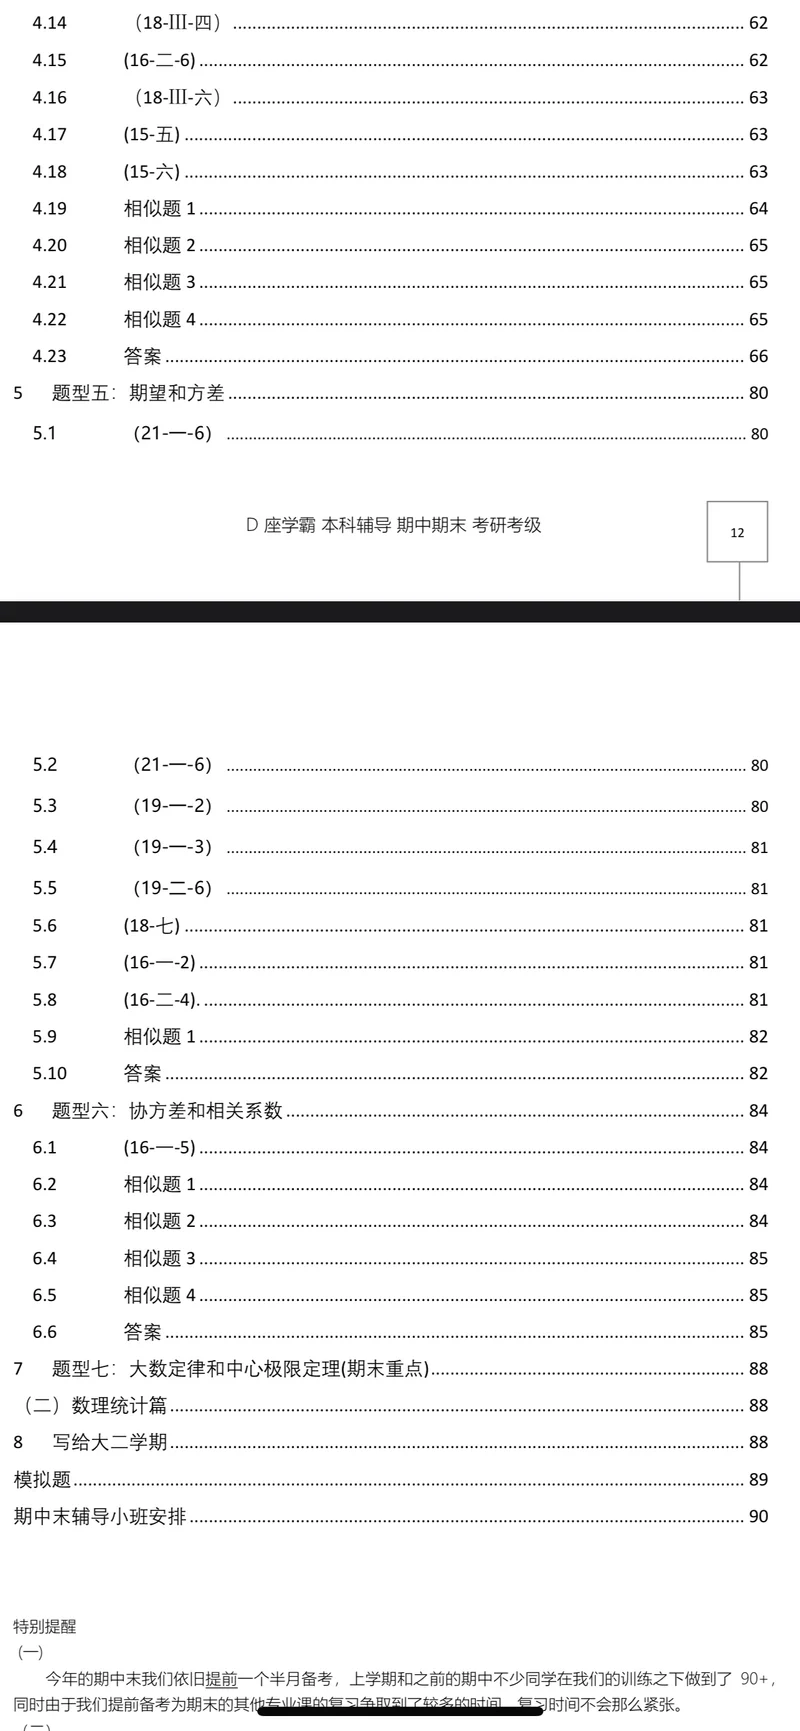 4.14 （18-III-四）........ 62
4.15 (16-二-6)........ 62
4.16 （18-III-六）........ 63
4.17 (15-五)........ 63
4.18 (15-六)........ 63
4.19 相似题 1........ 64
4.20 相似题 2........ 65
4.21 相似题 3........ 65
4.22 相似题 4........ 65
4.23 答案........ 66
5 题型五：期望和方差........ 80
5.1 （21-一-6）........ 80
D 座学霸 本科辅导 期中期末 考研考级
12
5.2 （21-一-6）........ 80
5.3 （19-一-2）........ 80
5.4 （19-一-3）........ 81
5.5 （19-二-6）........ 81
5.6 (18-七)........ 81
5.7 (16-一-2)........ 81
5.8 (16-二-4)......... 81
5.9 相似题 1........ 82
5.10 答案........ 82
6 题型六：协方差和相关系数........ 84
6.1 (16-一-5)........ 84
6.2 相似题 1........ 84
6.3 相似题 2........ 84
6.4 相似题 3........ 85
6.5 相似题 4........ 85
6.6 答案........ 85
7 题型七：大数定律和中心极限定理(期末重点)........ 88
（二）数理统计篇........ 88
8 写给大二学期........ 88
模拟题........ 89
期中末辅导小班安排........ 90
特别提醒
(一)
今年的期中末我们依旧提前一个半月备考，上学期和之前的期中不少同学在我们的训练之下做到了 90+，
同时由于我们提前备考为期末的其他专业课的复习争取到了较多的时间，复习时间不会那么紧张。